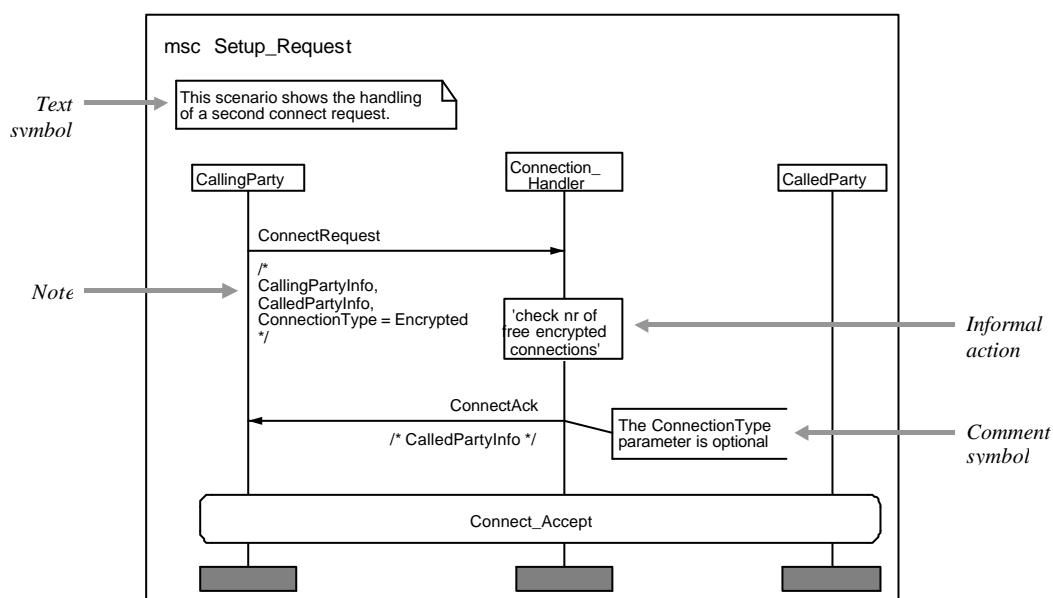 msc Setup_Request
Text
symbol
This scenario shows the handling
of a second connect request.
CallingParty
Connection_
Handler
CalledParty
ConnectRequest
Note
/*
CallingPartyInfo,
CalledPartyInfo,
ConnectionType = Encrypted
*/
'check nr of
free encrypted
connections'
Informal
action
ConnectAck
/* CalledPartyInfo */
The ConnectionType
parameter is optional
Comment
symbol
Connect_Accept